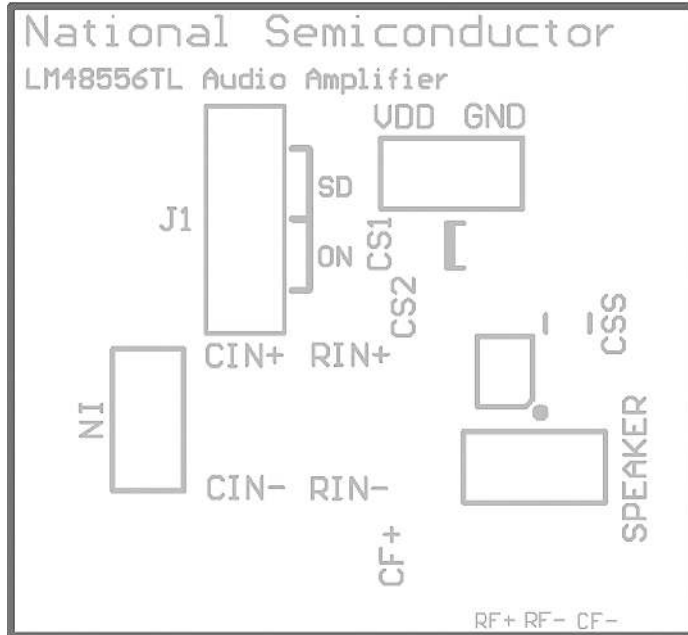 National Semiconductor
LM48556TL Audio Amplifier
VDD GND
SD
J1
ON
CS1
CS2
CSS
CIN+ RIN+
IN
CIN- RIN-
SPEAKER
CF+
RF+ RF- CF-